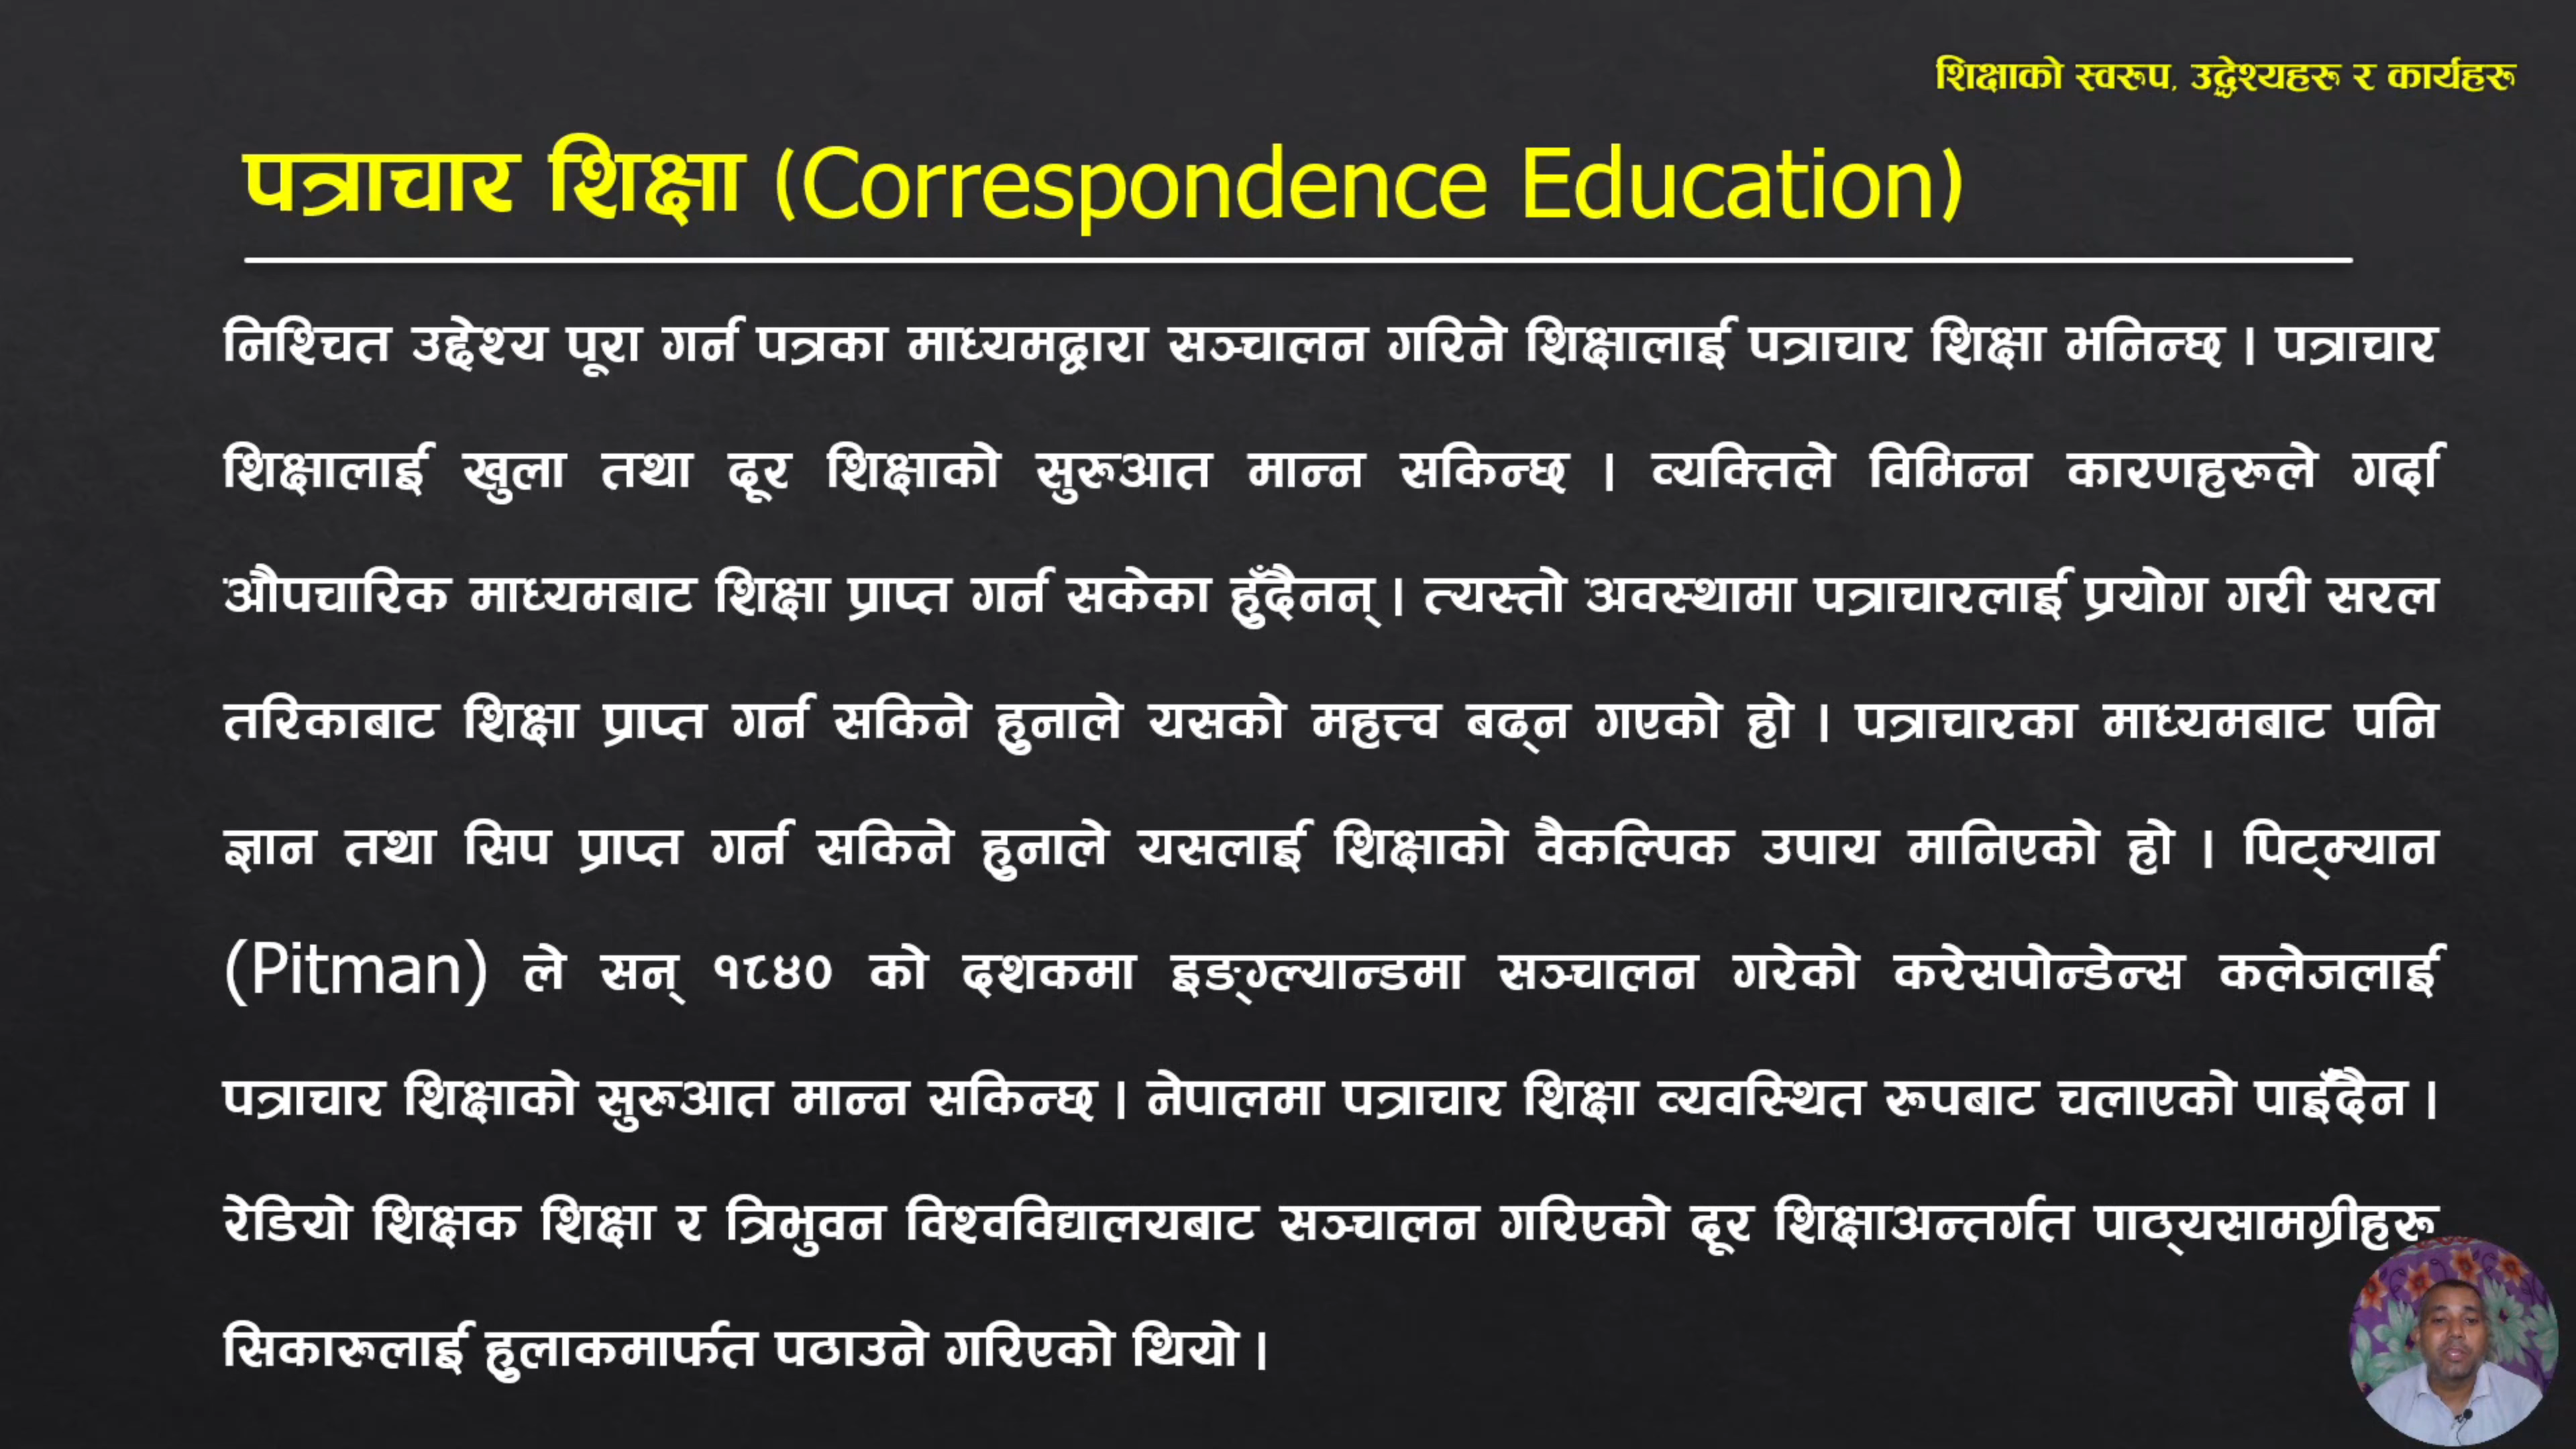 शिक्षाको स्वरूप, उद्देश्यहरू र कार्यहरू
पत्राचार शिक्षा (Correspondence Education)
निश्चित उद्देश्य पूरा गर्न पत्रका माध्यमद्वारा सञ्चालन गरिने शिक्षालाई पत्राचार शिक्षा भनिन्छ । पत्राचार
शिक्षालाई खुला तथा दूर शिक्षाको सुरूआत मान्न सकिन्छ । व्यक्तिले विभिन्न कारणहरूले गर्दा
औपचारिक माध्यमबाट शिक्षा प्राप्त गर्न सकेका हुँदैनन् । त्यस्तो अवस्थामा पत्राचारलाई प्रयोग गरी सरल
तरिकाबाट शिक्षा प्राप्त गर्न सकिने हुनाले यसको महत्त्व बढ्न गएको हो । पत्राचारका माध्यमबाट पनि
ज्ञान तथा सिप प्राप्त गर्न सकिने हुनाले यसलाई शिक्षाको वैकल्पिक उपाय मानिएको हो । पिट्म्यान
(Pitman) ले सन् १८४० को दशकमा इङ्ग्ल्यान्डमा सञ्चालन गरेको करेसपोन्डेन्स कलेजलाई
पत्राचार शिक्षाको सुरूआत मान्न सकिन्छ । नेपालमा पत्राचार शिक्षा व्यवस्थित रूपबाट चलाएको पाइँदैन ।
रेडियो शिक्षक शिक्षा र त्रिभुवन विश्वविद्यालयबाट सञ्चालन गरिएको दूर शिक्षाअन्तर्गत पाठ्यसामग्रीहरू
सिकारूलाई हुलाकमार्फत पठाउने गरिएको थियो ।